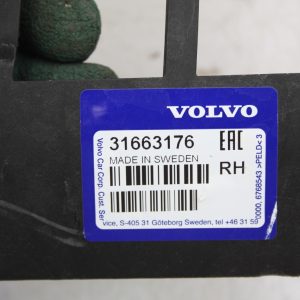 VOLVO
31663176
EAC
MADE IN SWEDEN
RH
Volvo Car Corp. Cust. Ser
vice, S-405 31 Göteborg Sweden, tel +46 31 59
0000, 6768543 >PELD< 3